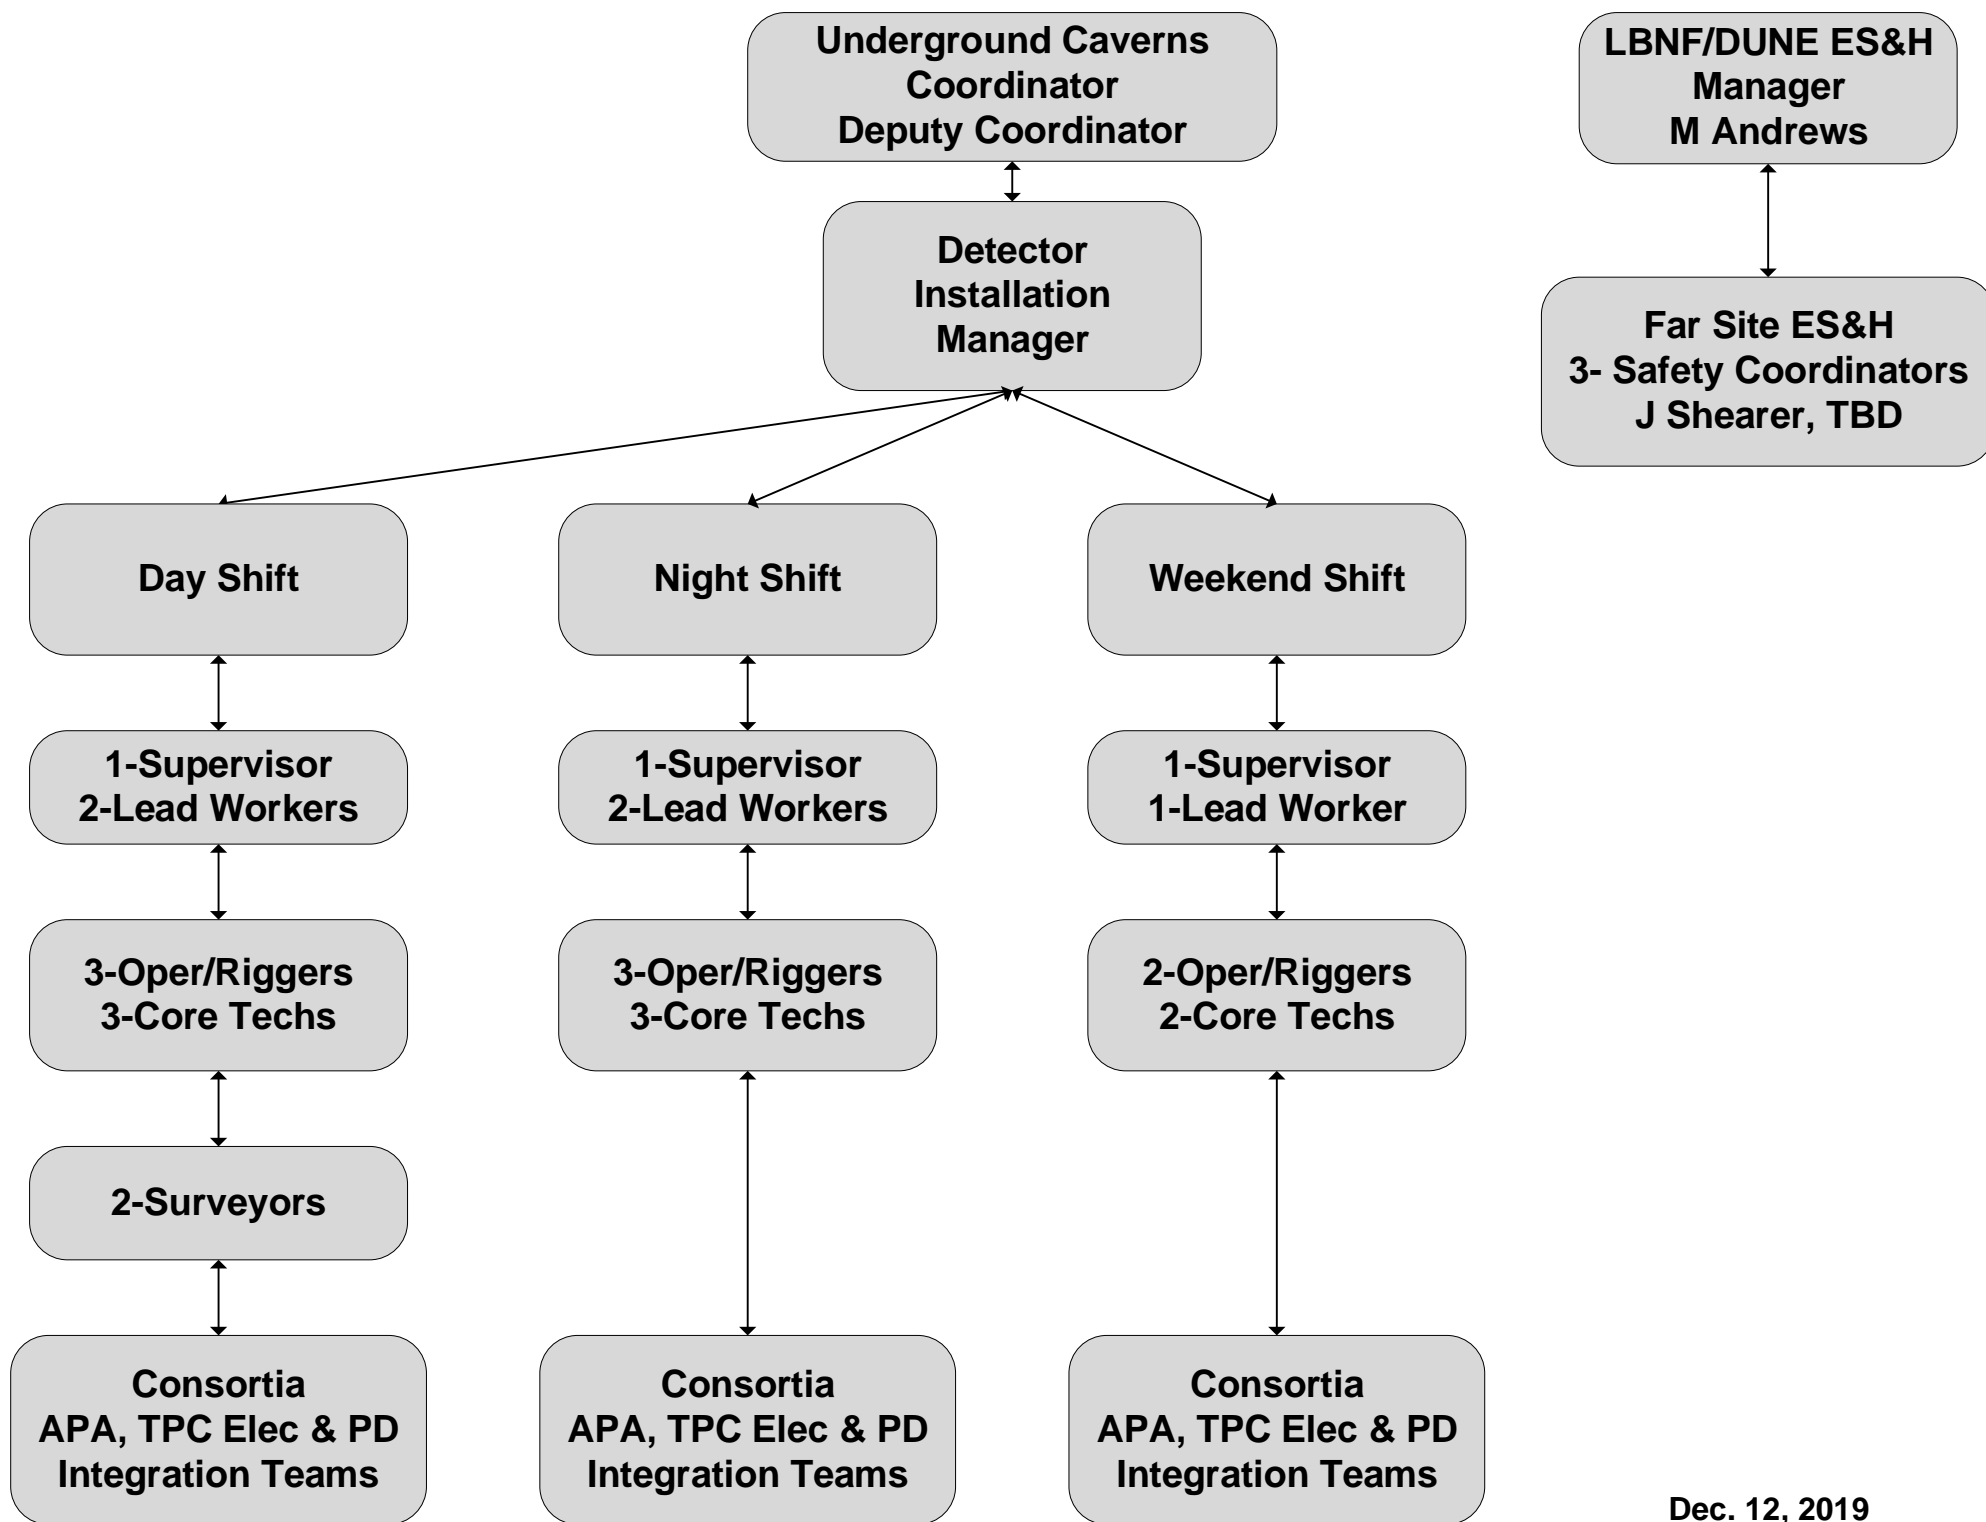 Underground Caverns
Coordinator
Deputy Coordinator
LBNF/DUNE ES&H
Manager
M Andrews
Detector
Installation
Manager
Far Site ES&H
3- Safety Coordinators
J Shearer, TBD
Day Shift
Night Shift
Weekend Shift
1-Supervisor
2-Lead Workers
1-Supervisor
2-Lead Workers
1-Supervisor
1-Lead Worker
3-Oper/Riggers
3-Core Techs
3-Oper/Riggers
3-Core Techs
2-Oper/Riggers
2-Core Techs
2-Surveyors
Consortia
APA, TPC Elec & PD
Integration Teams
Consortia
APA, TPC Elec & PD
Integration Teams
Consortia
APA, TPC Elec & PD
Integration Teams
Dec. 12, 2019